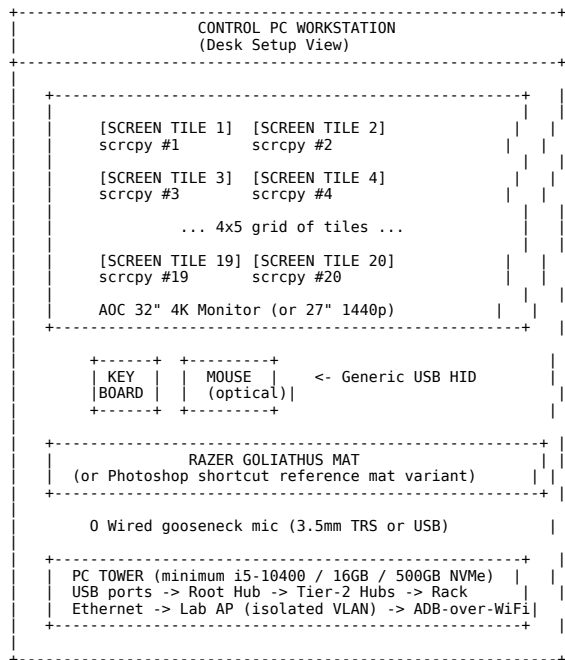 CONTROL PC WORKSTATION
(Desk Setup View)
[SCREEN TILE 1] [SCREEN TILE 2]
scrcpy #1 scrcpy #2
[SCREEN TILE 3] [SCREEN TILE 4]
scrcpy #3 scrcpy #4
... 4x5 grid of tiles ...
[SCREEN TILE 19] [SCREEN TILE 20]
scrcpy #19 scrcpy #20
AOC 32" 4K Monitor (or 27" 1440p)
KEY | | MOUSE | <- Generic USB HID
BOARD | | (optical)|
RAZER GOLIATHUS MAT
(or Photoshop shortcut reference mat variant)
O Wired gooseneck mic (3.5mm TRS or USB)
PC TOWER (minimum i5-10400 / 16GB / 500GB NVMe)
USB ports -> Root Hub -> Tier-2 Hubs -> Rack
Ethernet -> Lab AP (isolated VLAN) -> ADB-over-WiFi